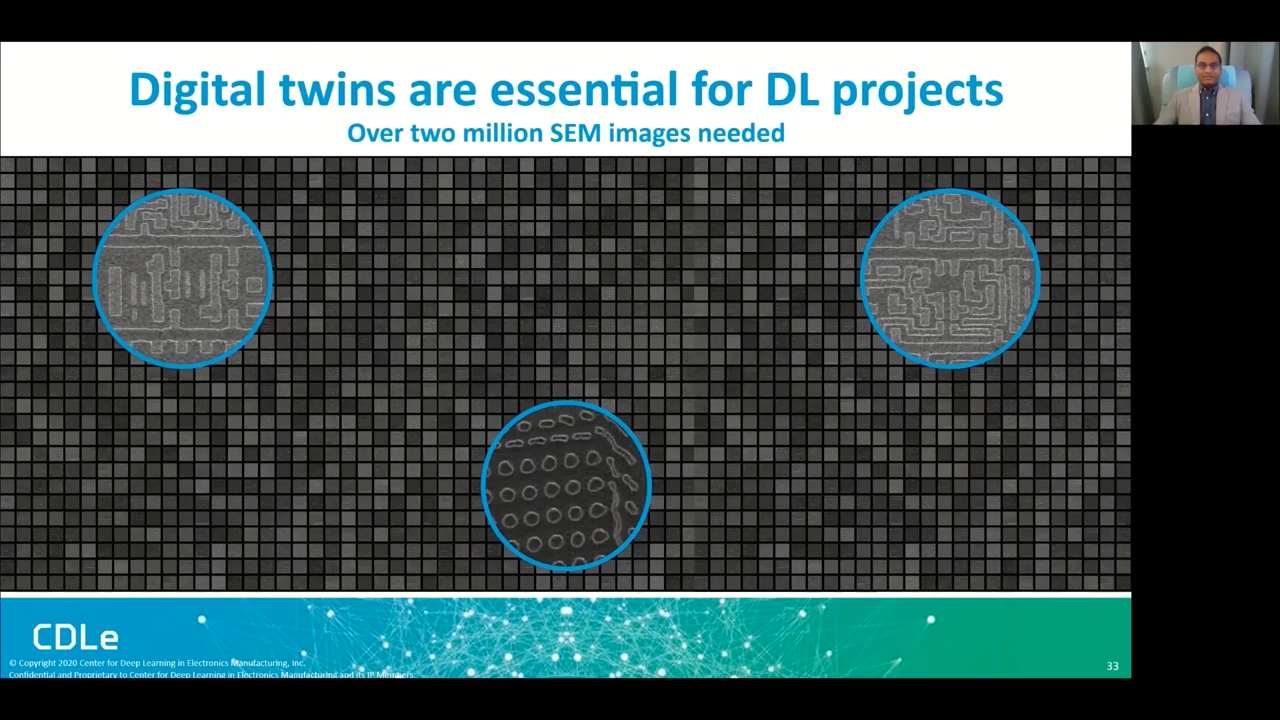 Digital twins are essential for DL projects
Over two million SEM images needed
CDLe
© Copyright 2020 Center for Deep Learning in Electronics Manufacturing, Inc.
Confidential and Proprietary to Center for Deep Learning in Electronics Manufacturing and its IP Members.
33